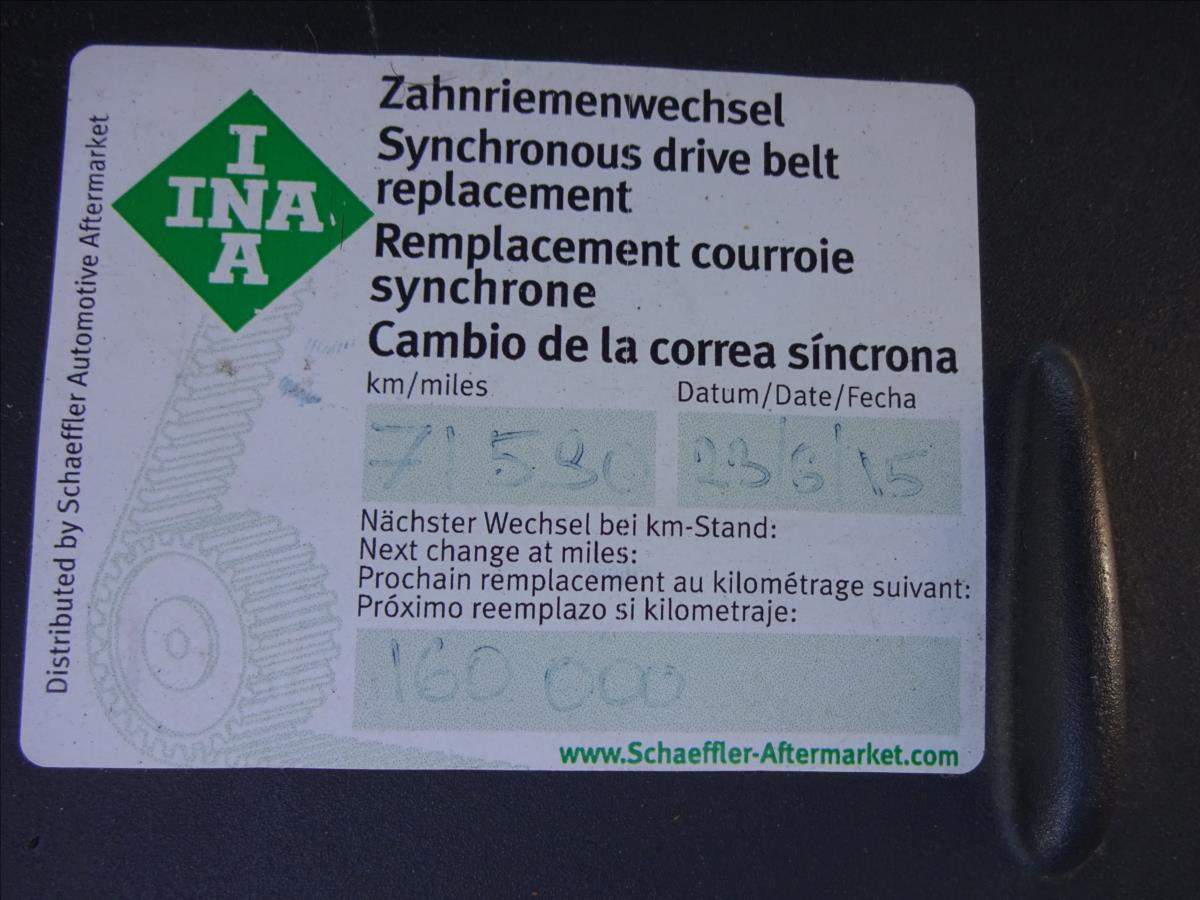 Distributed by Schaeffler Automotive Aftermarket
I
INA
A
Zahnriemenwechsel
Synchronous drive belt
replacement
Remplacement courroie
synchrone
Cambio de la correa síncrona
km/miles
Datum/Date/Fecha
71 590
23/6/15
Nächster Wechsel bei km-Stand:
Next change at miles:
Prochain remplacement au kilométrage suivant:
Próximo reemplazo si kilometraje:
160 000
www.Schaeffler-Aftermarket.com